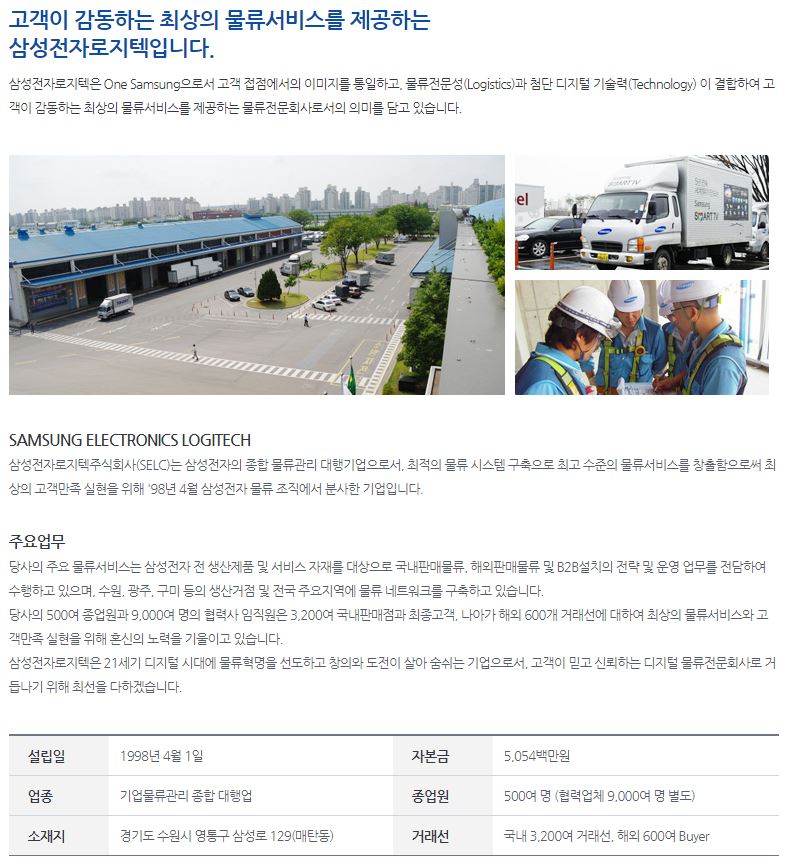 고객이 감동하는 최상의 물류서비스를 제공하는
삼성전자로지텍입니다.
삼성전자로지텍은 One Samsung으로서 고객 접점에서의 이미지를 통일하고, 물류전문성(Logistics)과 첨단 디지털 기술력(Technology) 이 결합하여 고
객이 감동하는 최상의 물류서비스를 제공하는 물류전문회사로서의 의미를 담고 있습니다.
Samsung
SMART TV
SAMSUNG ELECTRONICS LOGITECH
삼성전자로지텍주식회사(SELC)는 삼성전자의 종합 물류관리 대행기업으로서, 최적의 물류 시스템 구축으로 최고 수준의 물류서비스를 창출함으로써 최
상의 고객만족 실현을 위해 '98년 4월 삼성전자 물류 조직에서 분사한 기업입니다.
주요업무
당사의 주요 물류서비스는 삼성전자 전 생산제품 및 서비스 자재를 대상으로 국내판매물류, 해외판매물류 및 B2B설치의 전략 및 운영 업무를 전담하여
수행하고 있으며, 수원, 광주, 구미 등의 생산거점 및 전국 주요지역에 물류 네트워크를 구축하고 있습니다.
당사의 500여 종업원과 9,000여 명의 협력사 임직원은 3,200여 국내판매점과 최종고객, 나아가 해외 600개 거래선에 대하여 최상의 물류서비스와 고
객만족 실현을 위해 혼신의 노력을 기울이고 있습니다.
삼성전자로지텍은 21세기 디지털 시대에 물류혁명을 선도하고 창의와 도전이 살아 숨쉬는 기업으로서, 고객이 믿고 신뢰하는 디지털 물류전문회사로 거
듭나기 위해 최선을 다하겠습니다.
설립일 1998년 4월 1일 자본금 5,054백만원
업종 기업물류관리 종합 대행업 종업원 500여 명 (협력업체 9,000여 명 별도)
소재지 경기도 수원시 영통구 삼성로 129(매탄동) 거래선 국내 3,200여 거래선, 해외 600여 Buyer